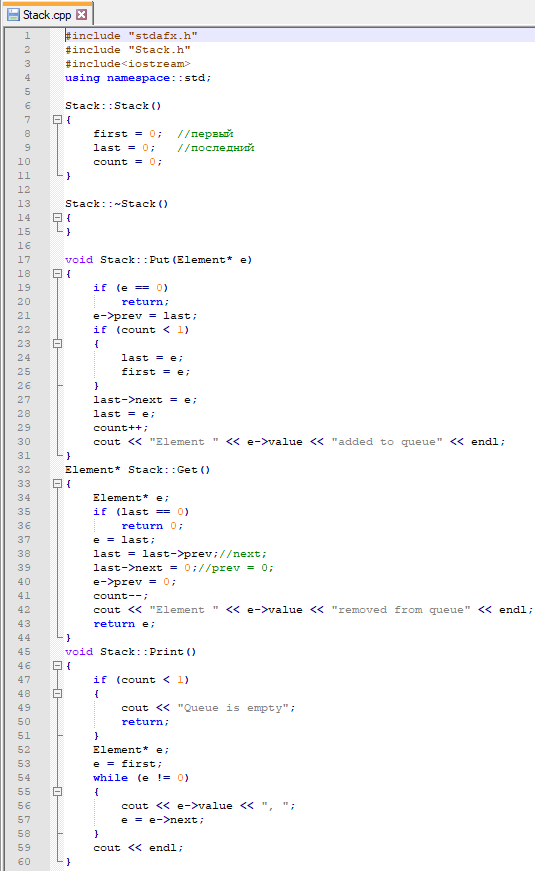 Stack.cpp
1 #include "stdafx.h"
2 #include "Stack.h"
3 #include<iostream>
4 using namespace::std;
5
6 Stack::Stack()
7 {
8     first = 0;  //первый
9     last = 0;   //последний
10     count = 0;
11 }
12
13 Stack::~Stack()
14 {
15 }
16
17 void Stack::Put(Element* e)
18 {
19     if (e == 0)
20         return;
21     e->prev = last;
22     if (count < 1)
23     {
24         last = e;
25         first = e;
26     }
27     last->next = e;
28     last = e;
29     count++;
30     cout << "Element " << e->value << "added to queue" << endl;
31 }
32 Element* Stack::Get()
33 {
34     Element* e;
35     if (last == 0)
36         return 0;
37     e = last;
38     last = last->prev;//next;
39     last->next = 0;//prev = 0;
40     e->prev = 0;
41     count--;
42     cout << "Element " << e->value << "removed from queue" << endl;
43     return e;
44 }
45 void Stack::Print()
46 {
47     if (count < 1)
48     {
49         cout << "Queue is empty";
50         return;
51     }
52     Element* e;
53     e = first;
54     while (e != 0)
55     {
56         cout << e->value << ", ";
57         e = e->next;
58     }
59     cout << endl;
60 }